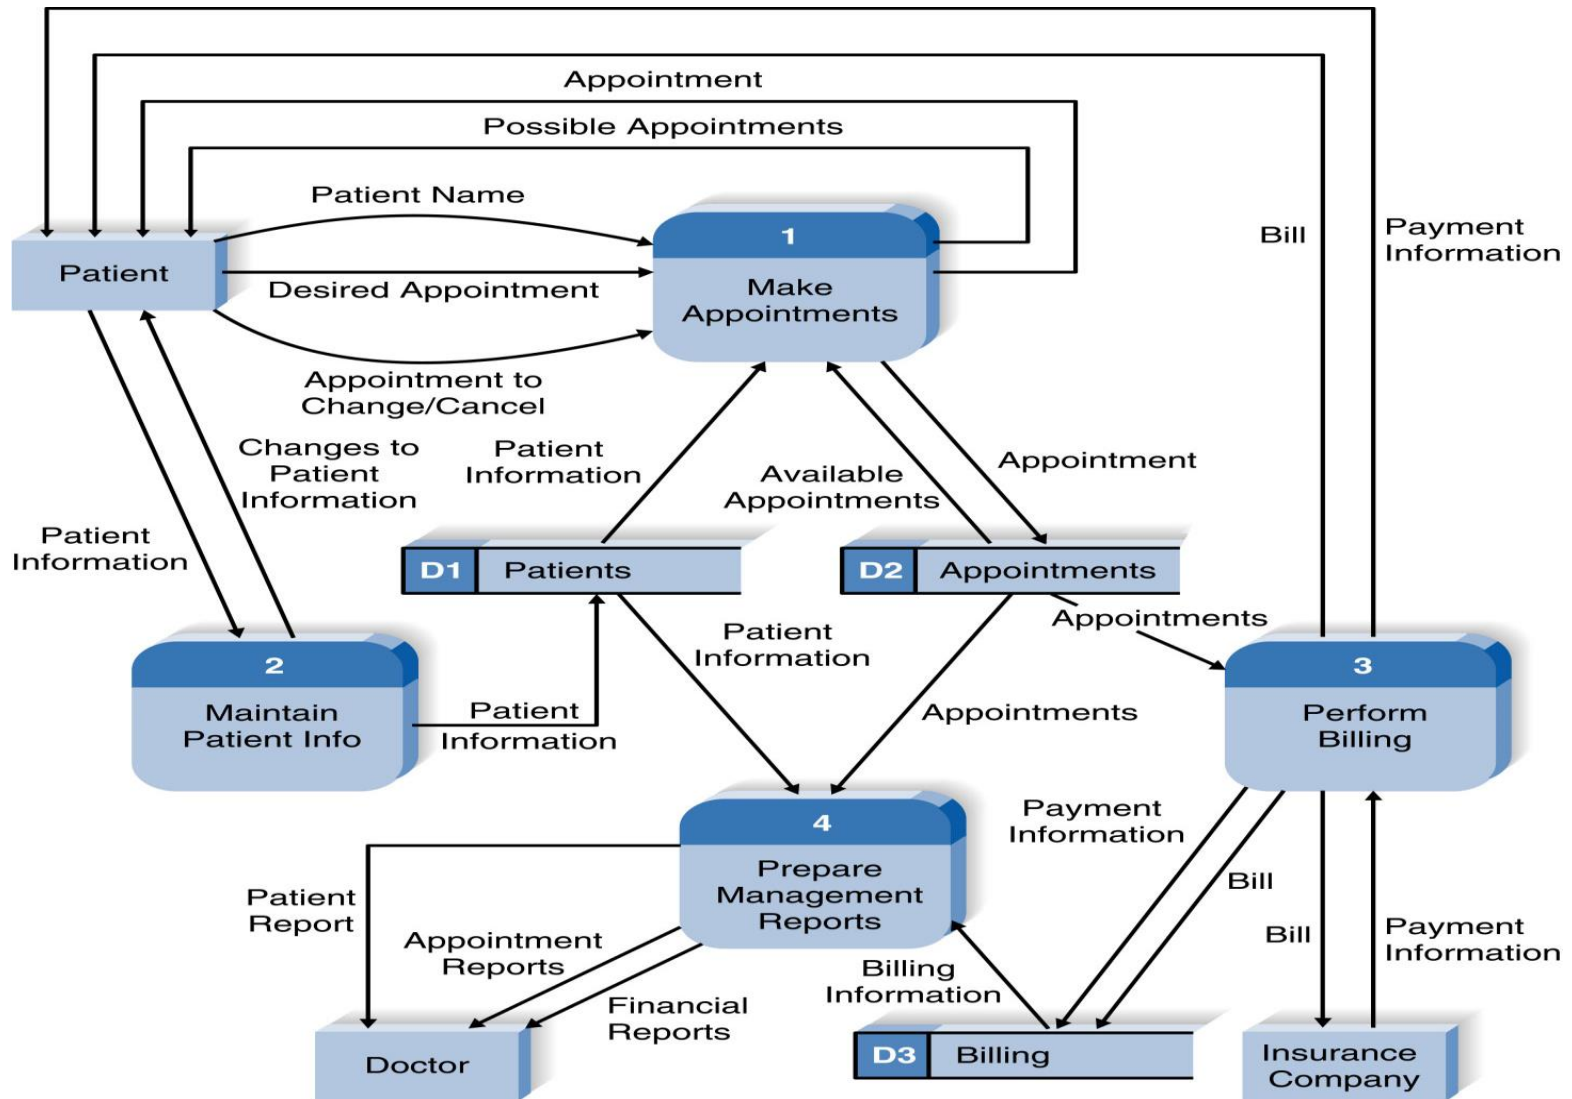 Appointment
Possible Appointments
Patient Name
Patient
Desired Appointment
1
Make
Appointments
Bill
Payment
Information
Appointment to
Change/Cancel
Changes to
Patient
Information
Patient
Information
Available
Appointments
Appointment
Patient
Information
D1 Patients
D2 Appointments
Appointments
2
Maintain
Patient Info
Patient
Information
Patient
Information
Appointments
3
Perform
Billing
4
Prepare
Management
Reports
Payment
Information
Bill
Bill
Payment
Information
Patient
Report
Appointment
Reports
Financial
Reports
Billing
Information
Doctor
D3 Billing
Insurance
Company